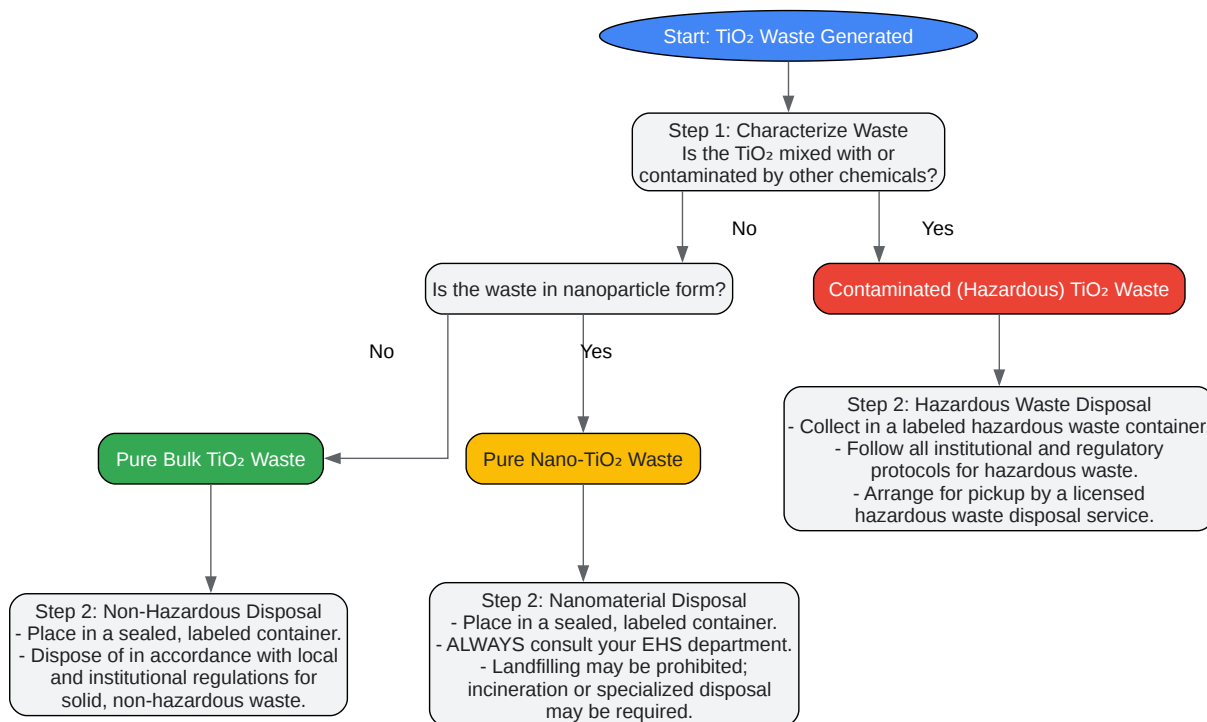 Start: TiO₂ Waste Generated
Step 1: Characterize Waste
Is the TiO₂ mixed with or
contaminated by other chemicals?
No
Yes
Is the waste in nanoparticle form?
Contaminated (Hazardous) TiO₂ Waste
No
Yes
Step 2: Hazardous Waste Disposal
- Collect in a labeled hazardous waste container.
- Follow all institutional and regulatory
protocols for hazardous waste.
- Arrange for pickup by a licensed
hazardous waste disposal service.
Pure Bulk TiO₂ Waste
Pure Nano-TiO₂ Waste
Step 2: Non-Hazardous Disposal
- Place in a sealed, labeled container.
- Dispose of in accordance with local
and institutional regulations for
solid, non-hazardous waste.
Step 2: Nanomaterial Disposal
- Place in a sealed, labeled container.
- ALWAYS consult your EHS department.
- Landfilling may be prohibited;
incineration or specialized disposal
may be required.